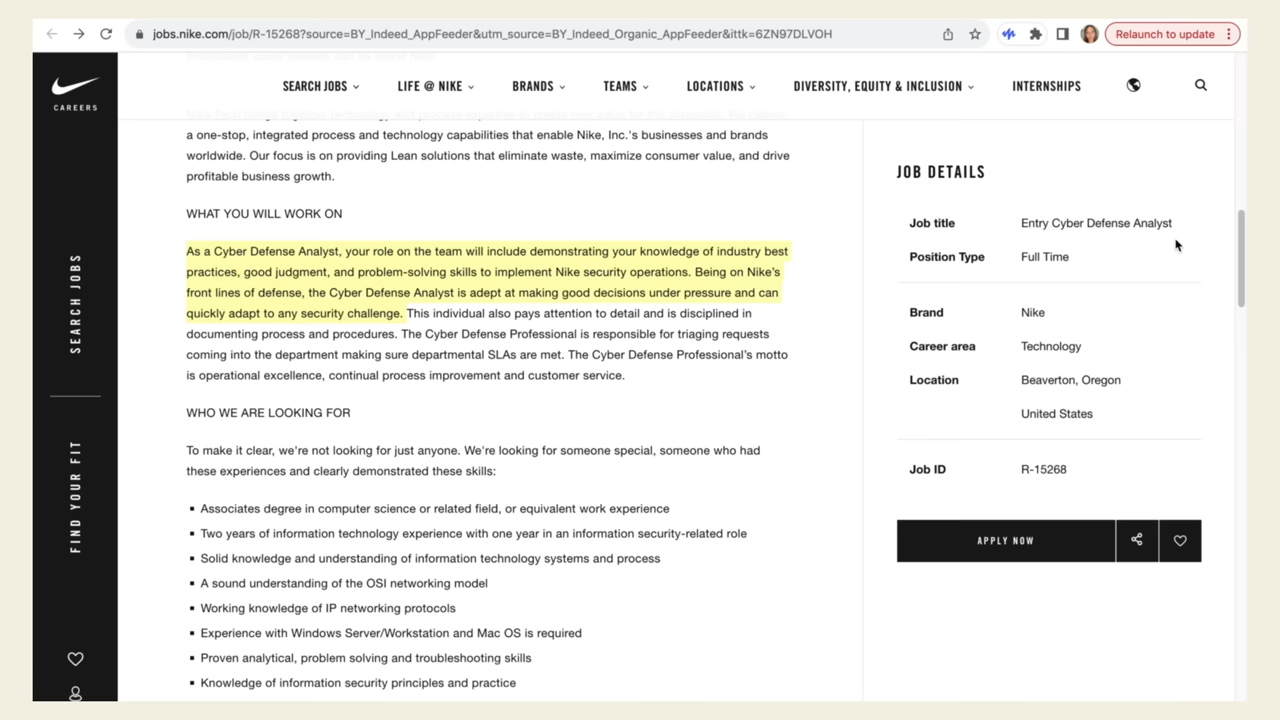 jobs.nike.com/job/R-15268?source=BY_Indeed_AppFeeder&utm_source=BY_Indeed_Organic_AppFeeder&ittk=6ZN97DLVOH
Relaunch to update
CAREERS
SEARCH JOBS
LIFE @ NIKE
BRANDS
TEAMS
LOCATIONS
DIVERSITY, EQUITY & INCLUSION
INTERNSHIPS
SEARCH JOBS
FIND YOUR FIT
a one-stop, integrated process and technology capabilities that enable Nike, Inc.'s businesses and brands
worldwide. Our focus is on providing Lean solutions that eliminate waste, maximize consumer value, and drive
profitable business growth.
WHAT YOU WILL WORK ON
As a Cyber Defense Analyst, your role on the team will include demonstrating your knowledge of industry best
practices, good judgment, and problem-solving skills to implement Nike security operations. Being on Nike's
front lines of defense, the Cyber Defense Analyst is adept at making good decisions under pressure and can
quickly adapt to any security challenge. This individual also pays attention to detail and is disciplined in
documenting process and procedures. The Cyber Defense Professional is responsible for triaging requests
coming into the department making sure departmental SLAs are met. The Cyber Defense Professional's motto
is operational excellence, continual process improvement and customer service.
WHO WE ARE LOOKING FOR
To make it clear, we're not looking for just anyone. We're looking for someone special, someone who had
these experiences and clearly demonstrated these skills:
▪ Associates degree in computer science or related field, or equivalent work experience
▪ Two years of information technology experience with one year in an information security-related role
▪ Solid knowledge and understanding of information technology systems and process
▪ A sound understanding of the OSI networking model
▪ Working knowledge of IP networking protocols
▪ Experience with Windows Server/Workstation and Mac OS is required
▪ Proven analytical, problem solving and troubleshooting skills
▪ Knowledge of information security principles and practice
JOB DETAILS
Job title Entry Cyber Defense Analyst
Position Type Full Time
Brand Nike
Career area Technology
Location Beaverton, Oregon
United States
Job ID R-15268
APPLY NOW